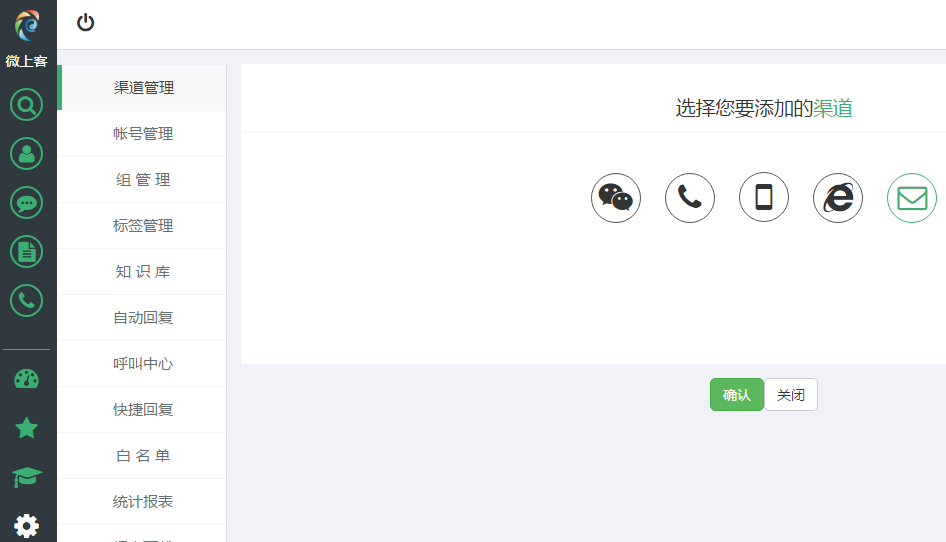 微上客
渠道管理
帐号管理
组 管 理
标签管理
知 识 库
自动回复
呼叫中心
快捷回复
白 名 单
统计报表
选择您要添加的渠道
确认
关闭